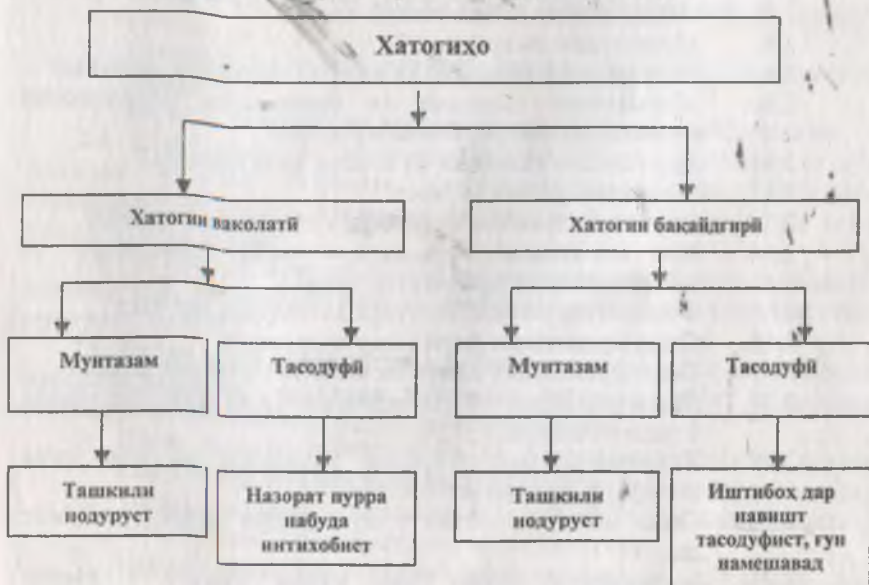 Хатогиҳо
Хатогии ваколатӣ
Хатогии бақайдгирӣ
Мунтазам
Тасодуфӣ
Мунтазам
Тасодуфӣ
Ташкили
нодуруст
Назорат пурра
набуда
интихобист
Ташкили
нодуруст
Иштибоҳ дар
навишт
тасодуфист, ғун
намешавад